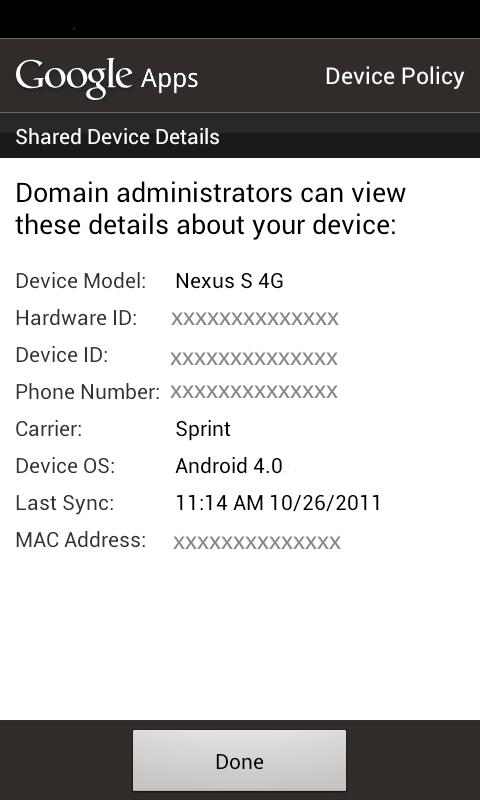 Google Apps Device Policy
Shared Device Details
Domain administrators can view
these details about your device:
Device Model: Nexus S 4G
Hardware ID: xxxxxxxxxxxxxx
Device ID: xxxxxxxxxxxxxx
Phone Number: xxxxxxxxxxxxxx
Carrier: Sprint
Device OS: Android 4.0
Last Sync: 11:14 AM 10/26/2011
MAC Address: xxxxxxxxxxxxxx
Done